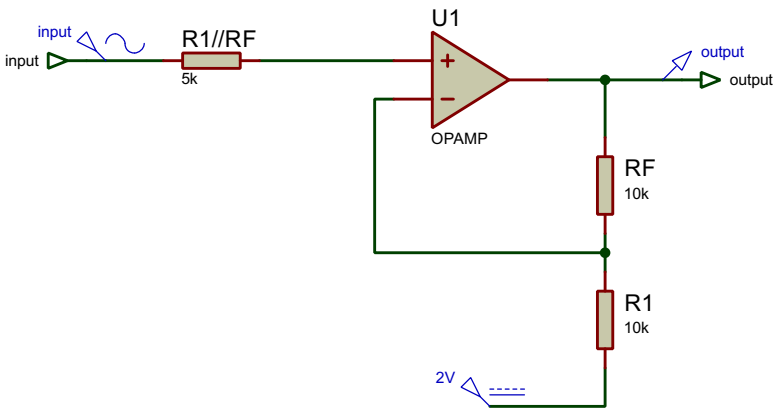 U1
input
input
R1//RF
5k
output
output
OPAMP
RF
10k
R1
10k
2V